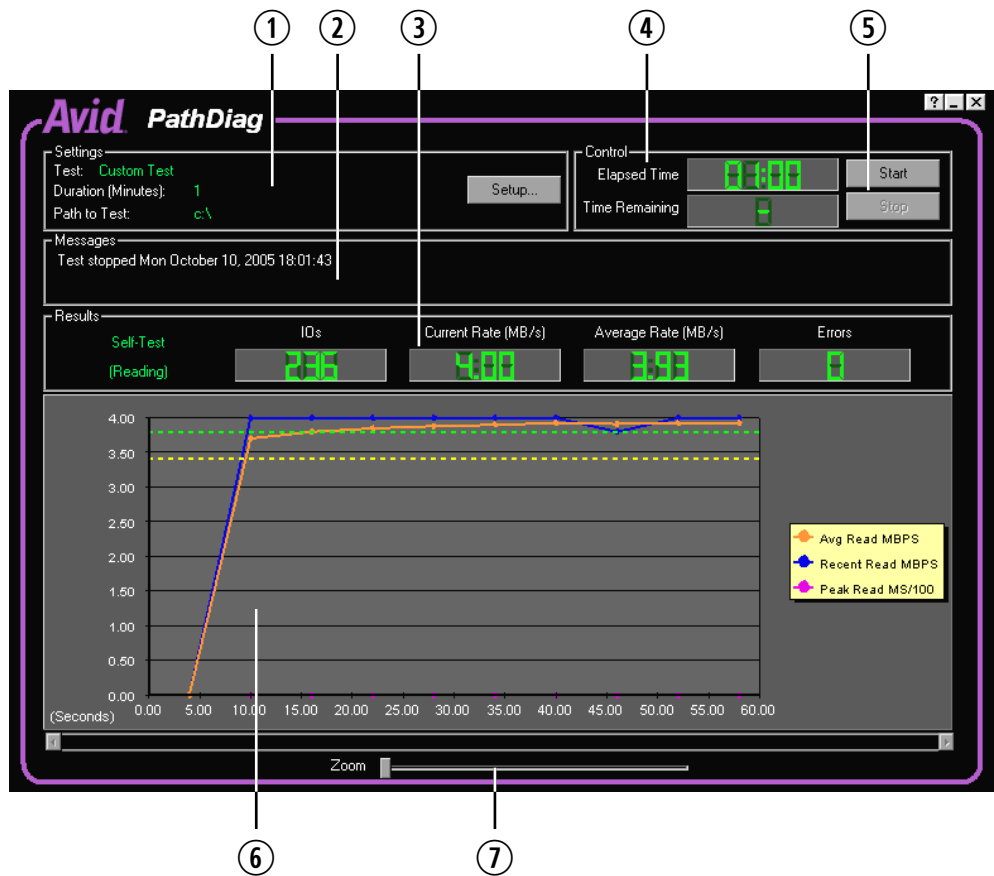 1 2 3 4 5
Avid PathDiag
? _ X
Settings
Test: Custom Test
Duration (Minutes): 1
Path to Test: c:\
Setup...
Control
Elapsed Time 01:00
Start
Time Remaining 0
Stop
Messages
Test stopped Mon October 10, 2005 18:01:43
Results
Self-Test
(Reading)
IOs Current Rate (MB/s) Average Rate (MB/s) Errors
236 4.00 3.93 0
4.00
3.50
3.00
2.50
2.00
1.50
1.00
0.50
0.00
(Seconds) 0.00 5.00 10.00 15.00 20.00 25.00 30.00 35.00 40.00 45.00 50.00 55.00 60.00
Avg Read MBPS
Recent Read MBPS
Peak Read MS/100
Zoom
6 7